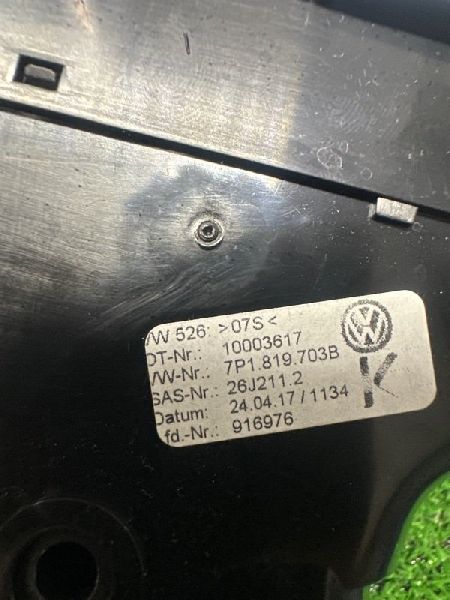 VW 526: >07S<
OT-Nr.: 10003617
VW-Nr.: 7P1.819.703B
SAS-Nr.: 26J211.2
Datum: 24.04.17 / 1134
fd.-Nr.: 916976
K